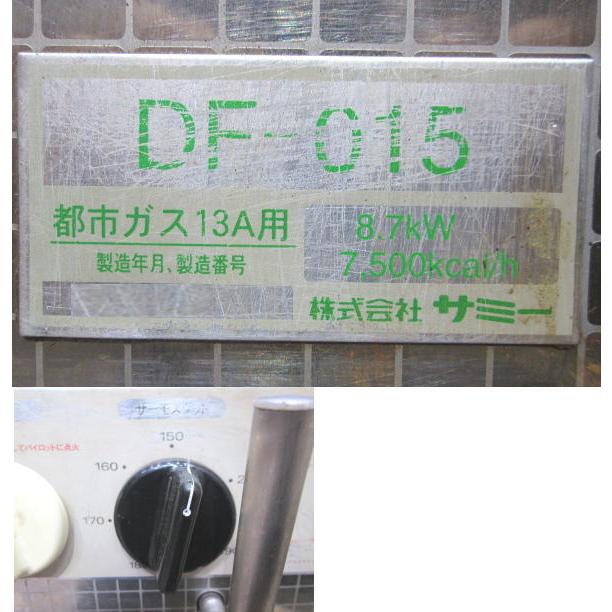 DF-015
都市ガス13A用
8.7kW
製造年月、製造番号
7,500kcal/h
株式会社 サミー
サーモスタット
てパイロットに点火
150
160
170